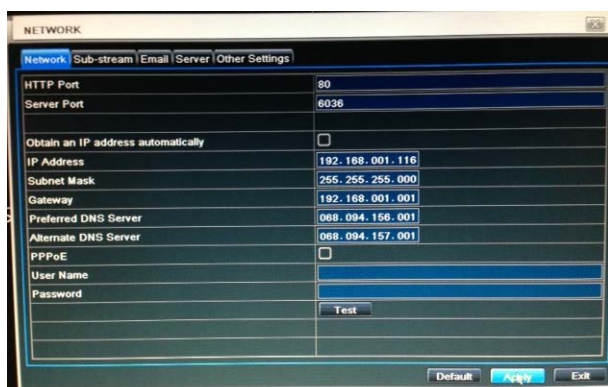 NETWORK
Network Sub-stream Email Server Other Settings
HTTP Port 80
Server Port 6036
Obtain an IP address automatically
IP Address 192.168.001.116
Subnet Mask 255.255.255.000
Gateway 192.168.001.001
Preferred DNS Server 068.094.156.001
Alternate DNS Server 068.094.157.001
PPPoE
User Name
Password
Test
Default Apply Exit